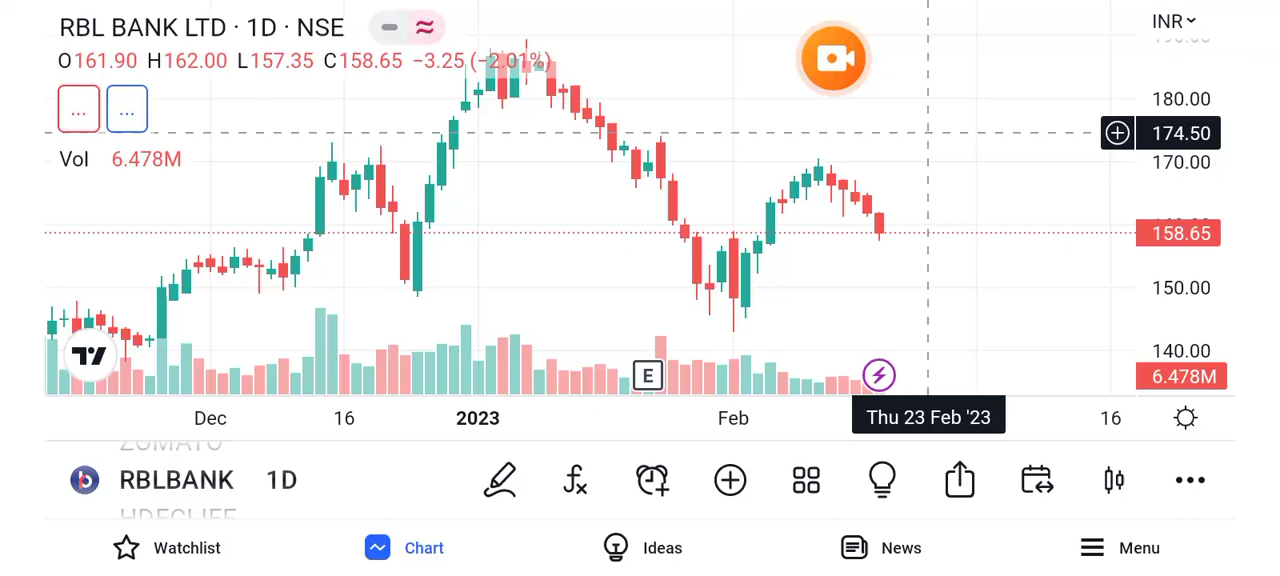 RBL BANK LTD · 1D · NSE
INR
O161.90 H162.00 L157.35 C158.65 −3.25 (−2.01%)
190.00
180.00
174.50
170.00
Vol 6.478M
158.65
150.00
140.00
E
6.478M
Dec 16 2023 Feb Thu 23 Feb '23 16
ZOMATO
RBLBANK 1D
HDFCLIFE
Watchlist Chart Ideas News Menu